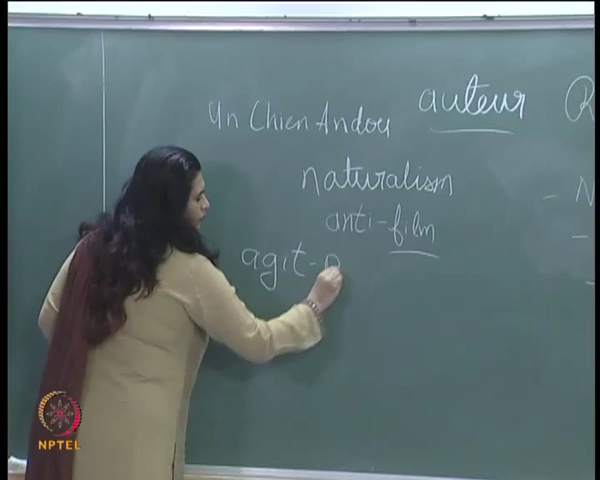 auteur R
Un Chien Andou
naturalism
- N
anti-film
agit-p
NPTEL